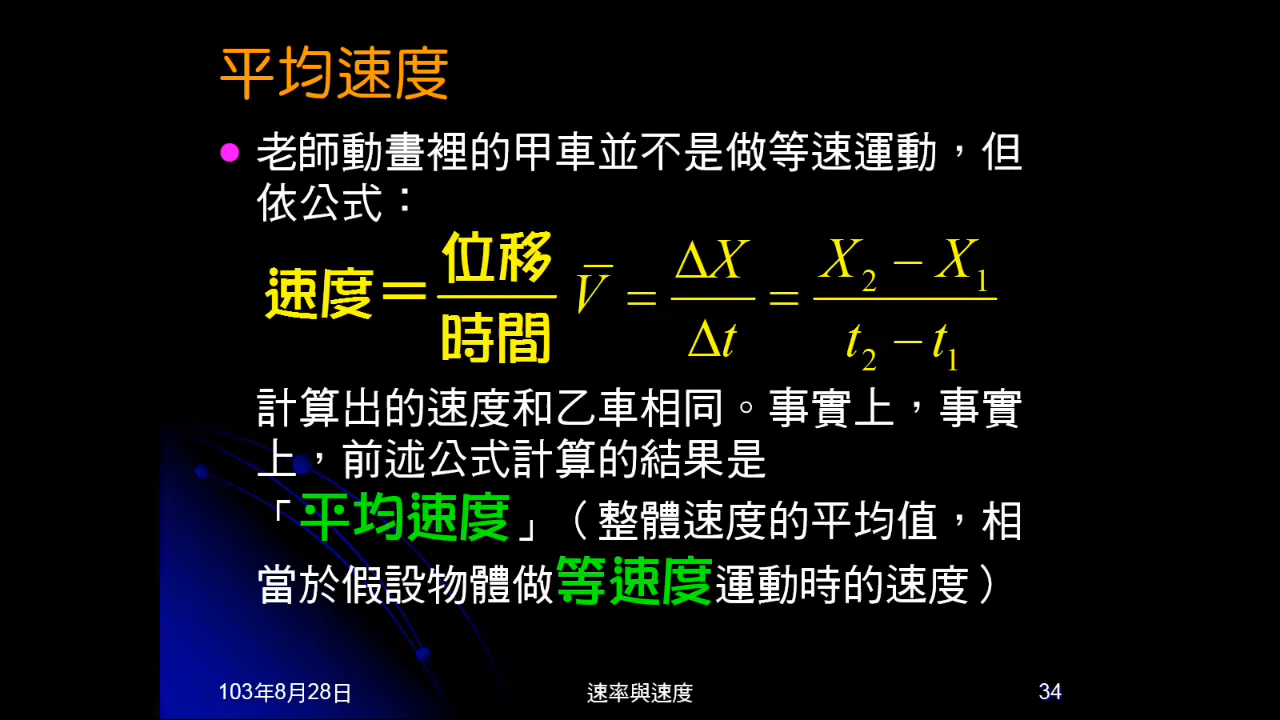 平均速度
老師動畫裡的甲車並不是做等速運動，但
依公式：
速度＝位移/時間 V̄ = ΔX/Δt = (X₂ − X₁)/(t₂ − t₁)
計算出的速度和乙車相同。事實上，事實
上，前述公式計算的結果是
「平均速度」（整體速度的平均值，相
當於假設物體做等速度運動時的速度）
103年8月28日 速率與速度 34